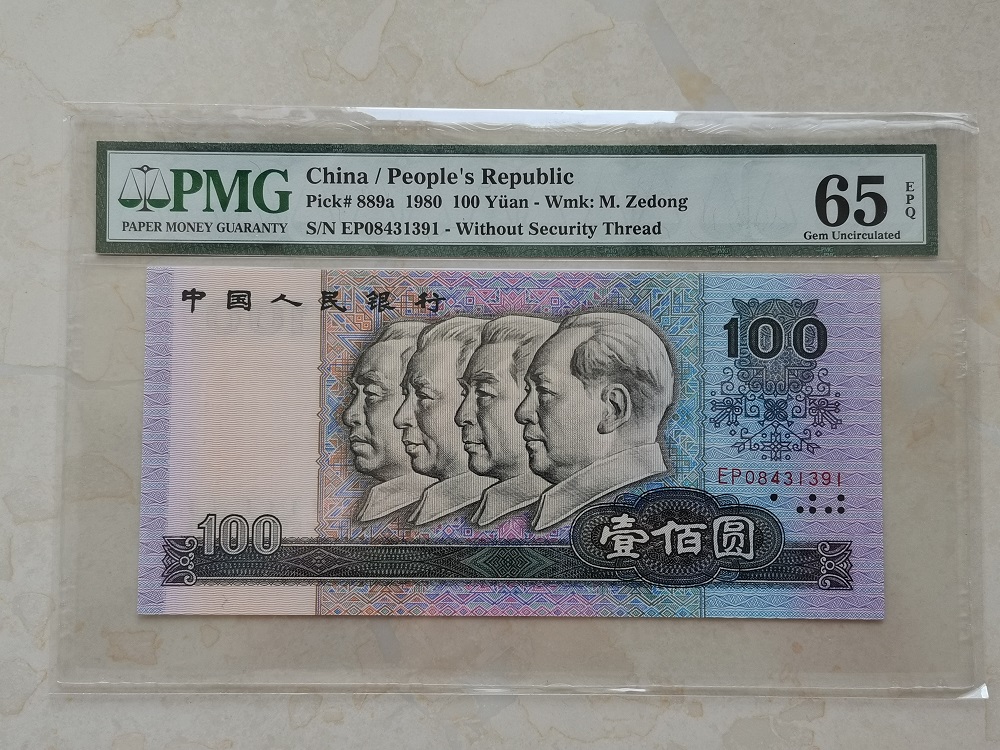 PMG
PAPER MONEY GUARANTY
China / People's Republic
Pick# 889a 1980 100 Yüan - Wmk: M. Zedong
S/N EP08431391 - Without Security Thread
65
EPQ
Gem Uncirculated
中国人民银行
100
EP08431391
100
壹佰圆